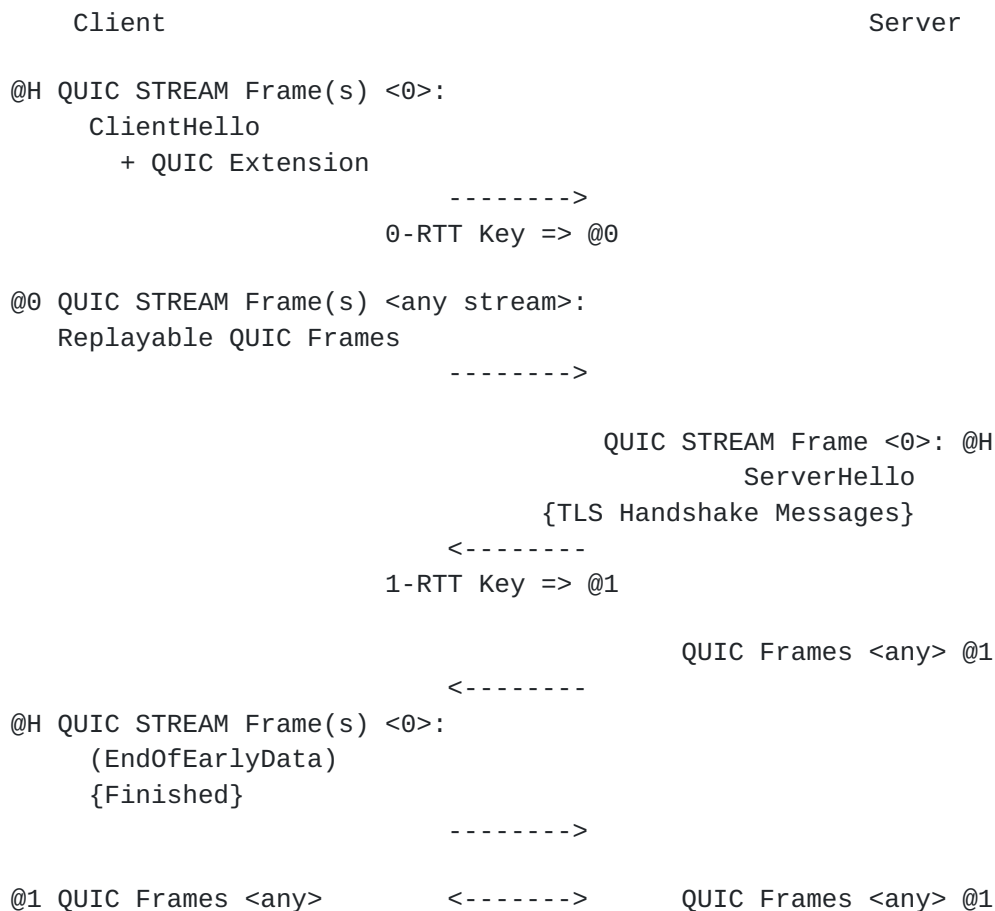 Client                                             Server
@H QUIC STREAM Frame(s) <0>:
ClientHello
+ QUIC Extension
-------->
0-RTT Key => @0
@0 QUIC STREAM Frame(s) <any stream>:
Replayable QUIC Frames
-------->
QUIC STREAM Frame <0>: @H
ServerHello
{TLS Handshake Messages}
<--------
1-RTT Key => @1
QUIC Frames <any> @1
<--------
@H QUIC STREAM Frame(s) <0>:
(EndOfEarlyData)
{Finished}
-------->
@1 QUIC Frames <any>        <------->      QUIC Frames <any> @1